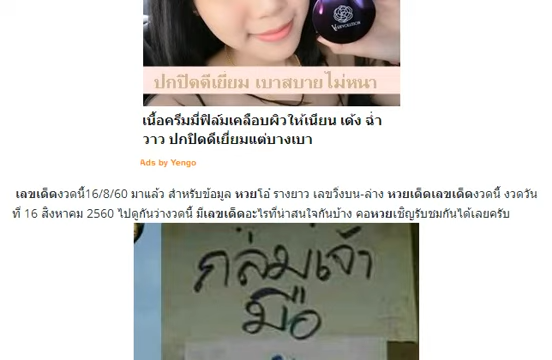 V-REVOLUTION
ปกปิดดีเยี่ยม เบาสบายไม่หนา
เนื้อครีมมีฟิล์มเคลือบผิวให้เนียน เด้ง ฉ่ำ
วาว ปกปิดดีเยี่ยมแต่บางเบา
Ads by Yengo
เลขเด็ดงวดนี้16/8/60 มาแล้ว สำหรับข้อมูล หวยโอ๋ รางยาว เลขวิ่งบน-ล่าง หวยเด็ดเลขเด็ดงวดนี้ งวดวัน
ที่ 16 สิงหาคม 2560 ไปดูกันว่างวดนี้ มีเลขเด็ดอะไรที่น่าสนใจกันบ้าง คอหวยเชิญรับชมกันได้เลยครับ
กล่มเจ้า
มือ